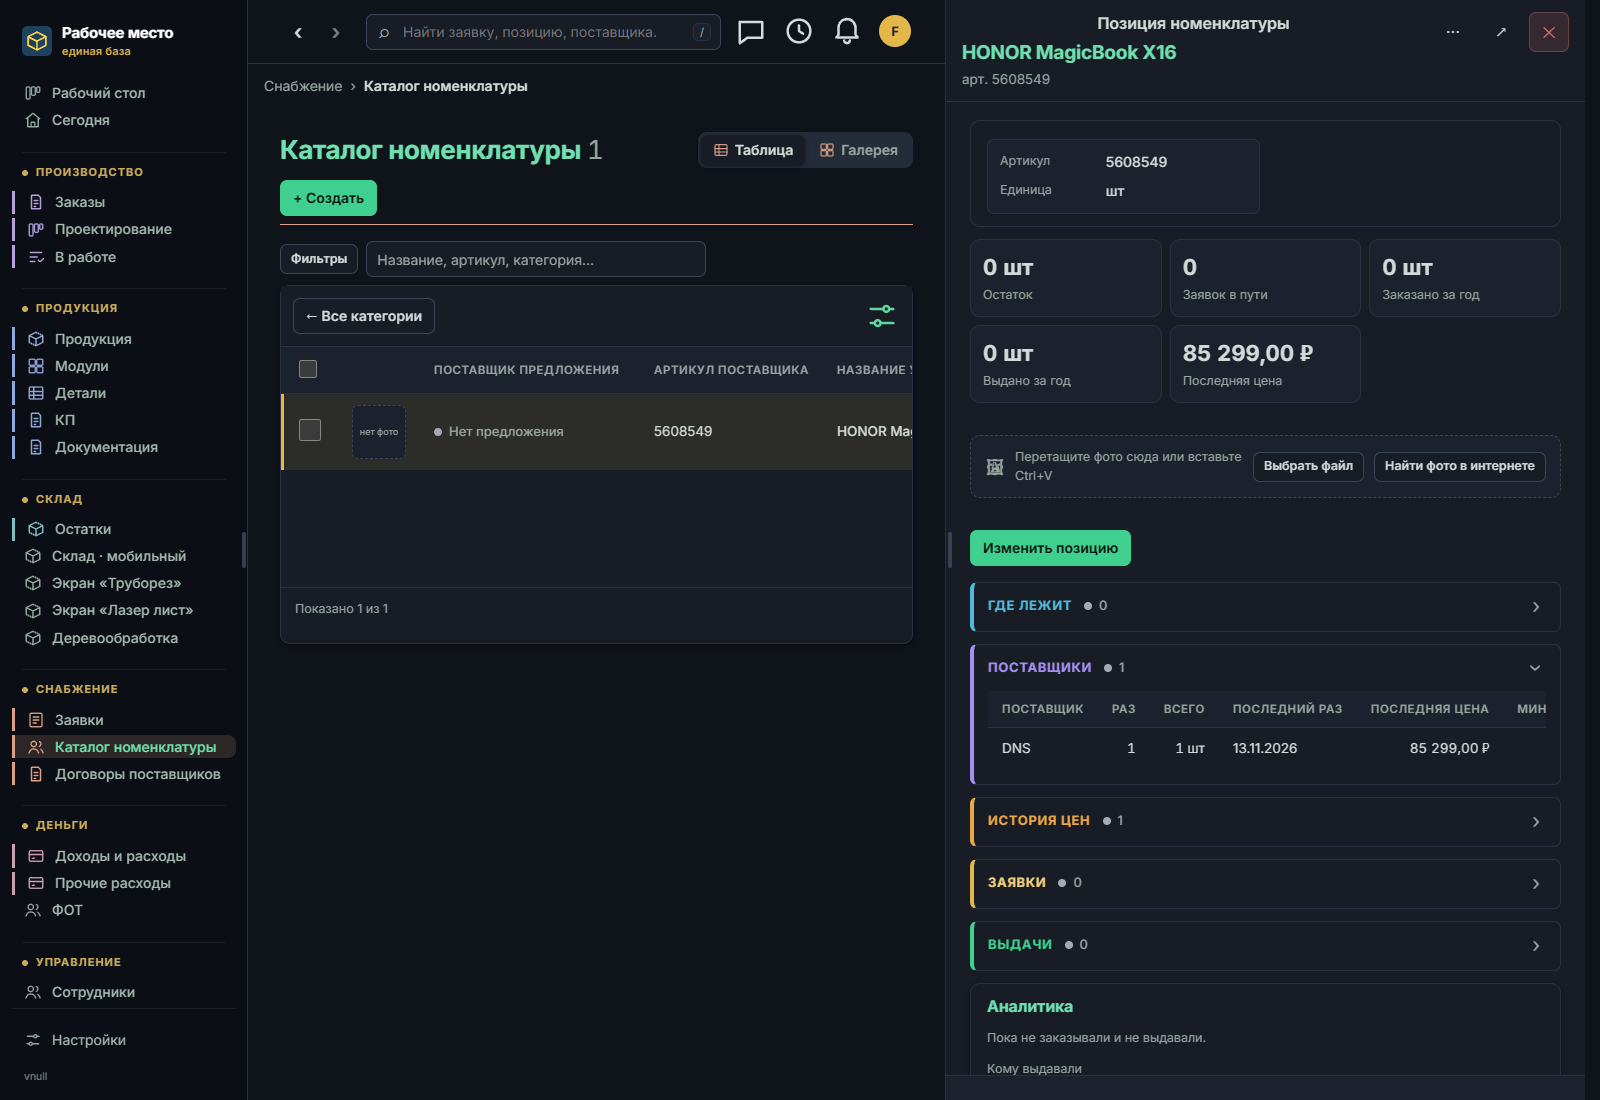 Рабочее место
единая база
Рабочий стол
Сегодня
ПРОИЗВОДСТВО
Заказы
Проектирование
В работе
ПРОДУКЦИЯ
Продукция
Модули
Детали
КП
Документация
СКЛАД
Остатки
Склад · мобильный
Экран «Труборез»
Экран «Лазер лист»
Деревообработка
СНАБЖЕНИЕ
Заявки
Каталог номенклатуры
Договоры поставщиков
ДЕНЬГИ
Доходы и расходы
Прочие расходы
ФОТ
УПРАВЛЕНИЕ
Сотрудники
Настройки
vnull
Найти заявку, позицию, поставщика. /
F
Снабжение › Каталог номенклатуры
Каталог номенклатуры 1
Таблица Галерея
+ Создать
Фильтры Название, артикул, категория...
← Все категории
ПОСТАВЩИК ПРЕДЛОЖЕНИЯ АРТИКУЛ ПОСТАВЩИКА НАЗВАНИЕ
нет фото Нет предложения 5608549 HONOR Mag
Показано 1 из 1
Позиция номенклатуры
HONOR MagicBook X16
арт. 5608549
Артикул 5608549
Единица шт
0 шт
Остаток
0
Заявок в пути
0 шт
Заказано за год
0 шт
Выдано за год
85 299,00 ₽
Последняя цена
Перетащите фото сюда или вставьте
Ctrl+V
Выбрать файл
Найти фото в интернете
Изменить позицию
ГДЕ ЛЕЖИТ 0
ПОСТАВЩИКИ 1
ПОСТАВЩИК РАЗ ВСЕГО ПОСЛЕДНИЙ РАЗ ПОСЛЕДНЯЯ ЦЕНА МИН
DNS 1 1 шт 13.11.2026 85 299,00 ₽
ИСТОРИЯ ЦЕН 1
ЗАЯВКИ 0
ВЫДАЧИ 0
Аналитика
Пока не заказывали и не выдавали.
Кому выдавали